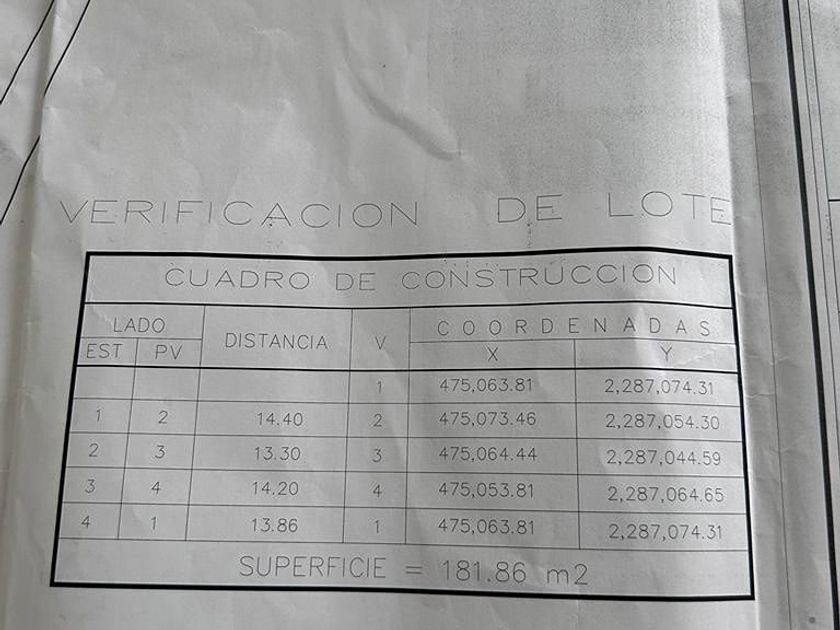 VERIFICACION DE LOTE
CUADRO DE CONSTRUCCION
LADO DISTANCIA V COORDENADAS
EST PV X Y
1 475,063.81 2,287,074.31
1 2 14.40 2 475,073.46 2,287,054.30
2 3 13.30 3 475,064.44 2,287,044.59
3 4 14.20 4 475,053.81 2,287,064.65
4 1 13.86 1 475,063.81 2,287,074.31
SUPERFICIE = 181.86 m2